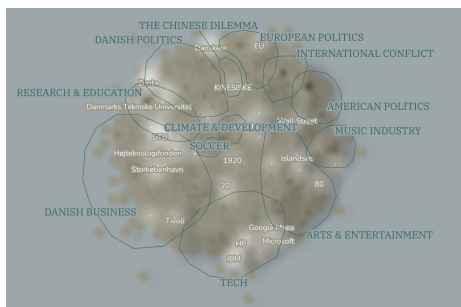 THE CHINESE DILEMMA
DANISH POLITICS
EUROPEAN POLITICS
Danskere
EU
INTERNATIONAL CONFLICT
KINESISKE
RESEARCH & EDUCATION
Danmarks Tekniske Universitet
AMERICAN POLITICS
Wall Street
CLIMATE & DEVELOPMENT
MUSIC INDUSTRY
DTU
SOCCER
Højteknologifonden
1920
islandske
Storkøbenhavn
20
80
DANISH BUSINESS
Tivoli
Google Maps
ARTS & ENTERTAINMENT
HP
Microsoft
IBM
TECH